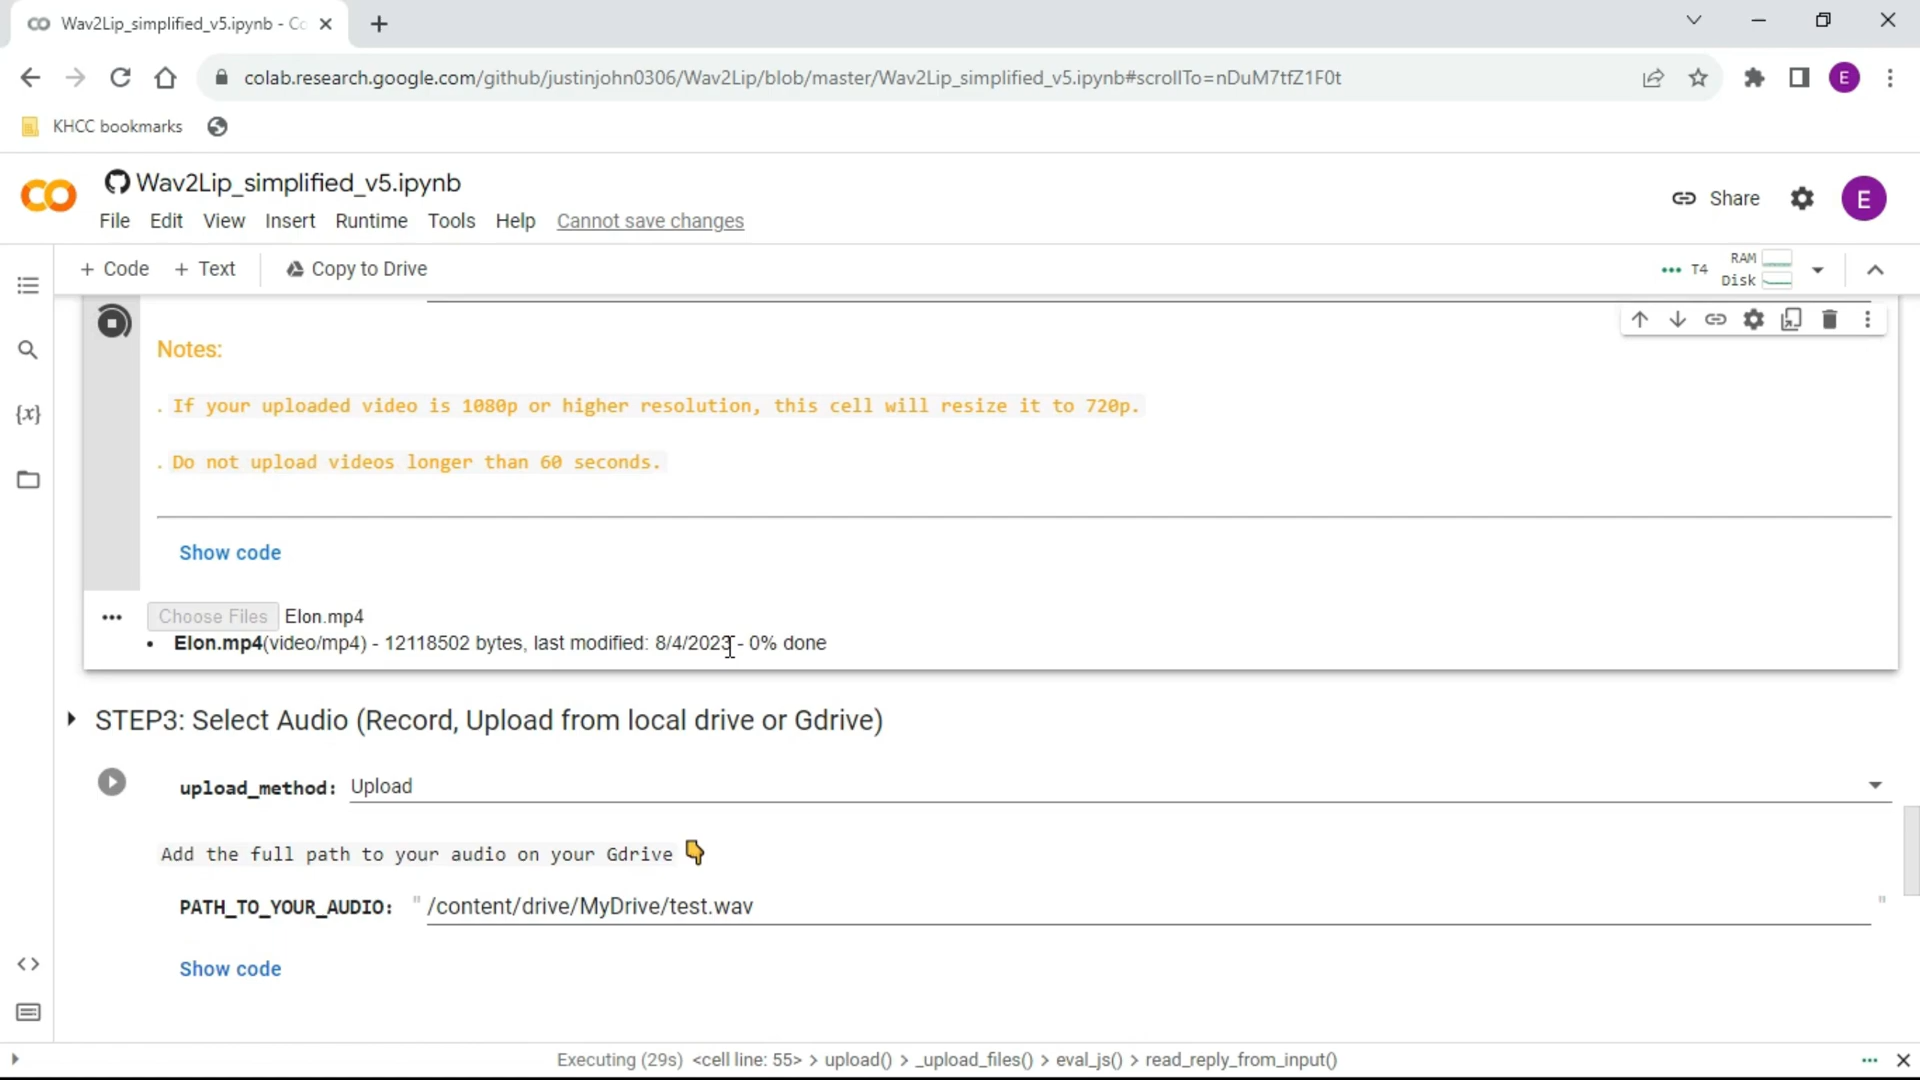 Wav2Lip_simplified_v5.ipynb - Co
colab.research.google.com/github/justinjohn0306/Wav2Lip/blob/master/Wav2Lip_simplified_v5.ipynb#scrollTo=nDuM7tfZ1F0t
E
KHCC bookmarks
Wav2Lip_simplified_v5.ipynb
Share
E
File Edit View Insert Runtime Tools Help Cannot save changes
+ Code + Text Copy to Drive
T4 RAM
Disk
Notes:
. If your uploaded video is 1080p or higher resolution, this cell will resize it to 720p.
{x}
. Do not upload videos longer than 60 seconds.
Show code
Choose Files Elon.mp4
• Elon.mp4(video/mp4) - 12118502 bytes, last modified: 8/4/2023 - 0% done
STEP3: Select Audio (Record, Upload from local drive or Gdrive)
upload_method: Upload
Add the full path to your audio on your Gdrive 👇
PATH_TO_YOUR_AUDIO: "/content/drive/MyDrive/test.wav"
Show code
Executing (29s) <cell line: 55> > upload() > _upload_files() > eval_js() > read_reply_from_input()